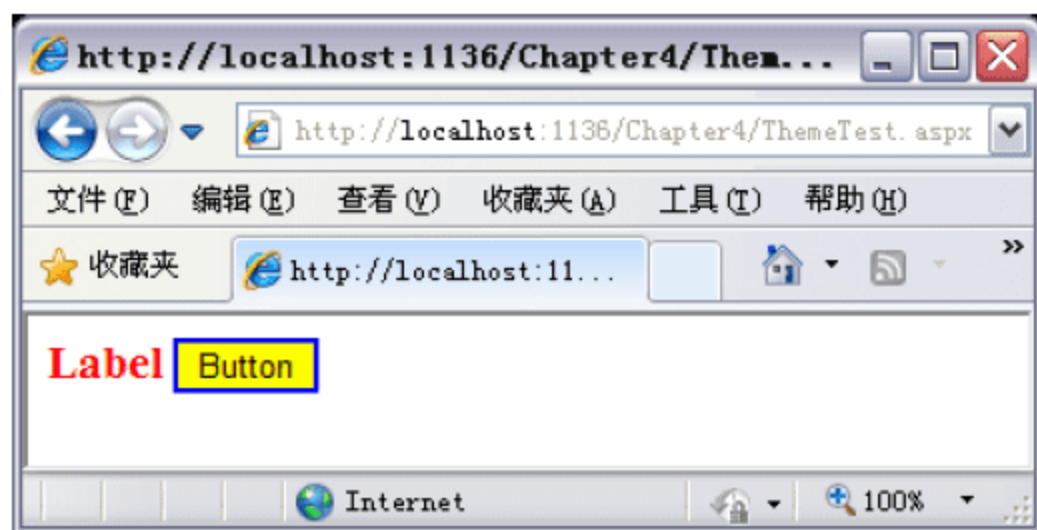 http://localhost:1136/Chapter4/Them...
http://localhost:1136/Chapter4/ThemeTest.aspx
文件(F) 编辑(E) 查看(V) 收藏夹(A) 工具(T) 帮助(H)
收藏夹 http://localhost:11... »
Label Button
Internet 100%